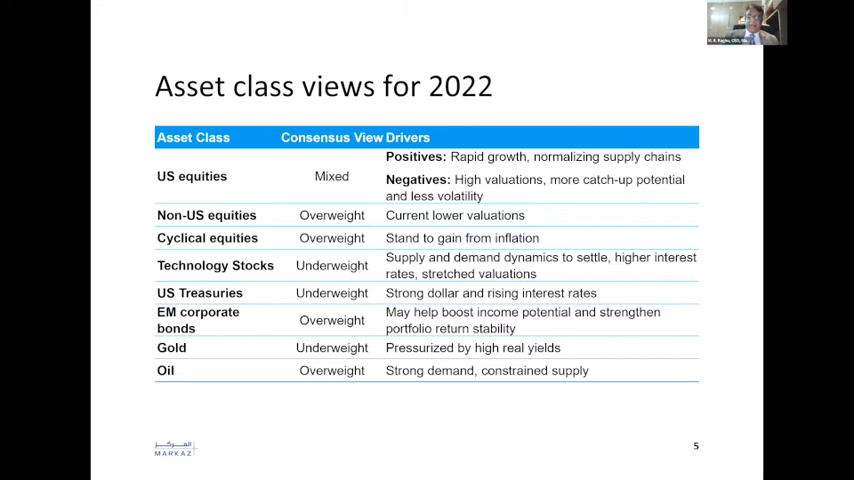 Asset class views for 2022
Asset Class Consensus View Drivers
US equities Mixed Positives: Rapid growth, normalizing supply chains
Negatives: High valuations, more catch-up potential
and less volatility
Non-US equities Overweight Current lower valuations
Cyclical equities Overweight Stand to gain from inflation
Technology Stocks Underweight Supply and demand dynamics to settle, higher interest
rates, stretched valuations
US Treasuries Underweight Strong dollar and rising interest rates
EM corporate
bonds Overweight May help boost income potential and strengthen
portfolio return stability
Gold Underweight Pressurized by high real yields
Oil Overweight Strong demand, constrained supply
المركز
MARKAZ
5